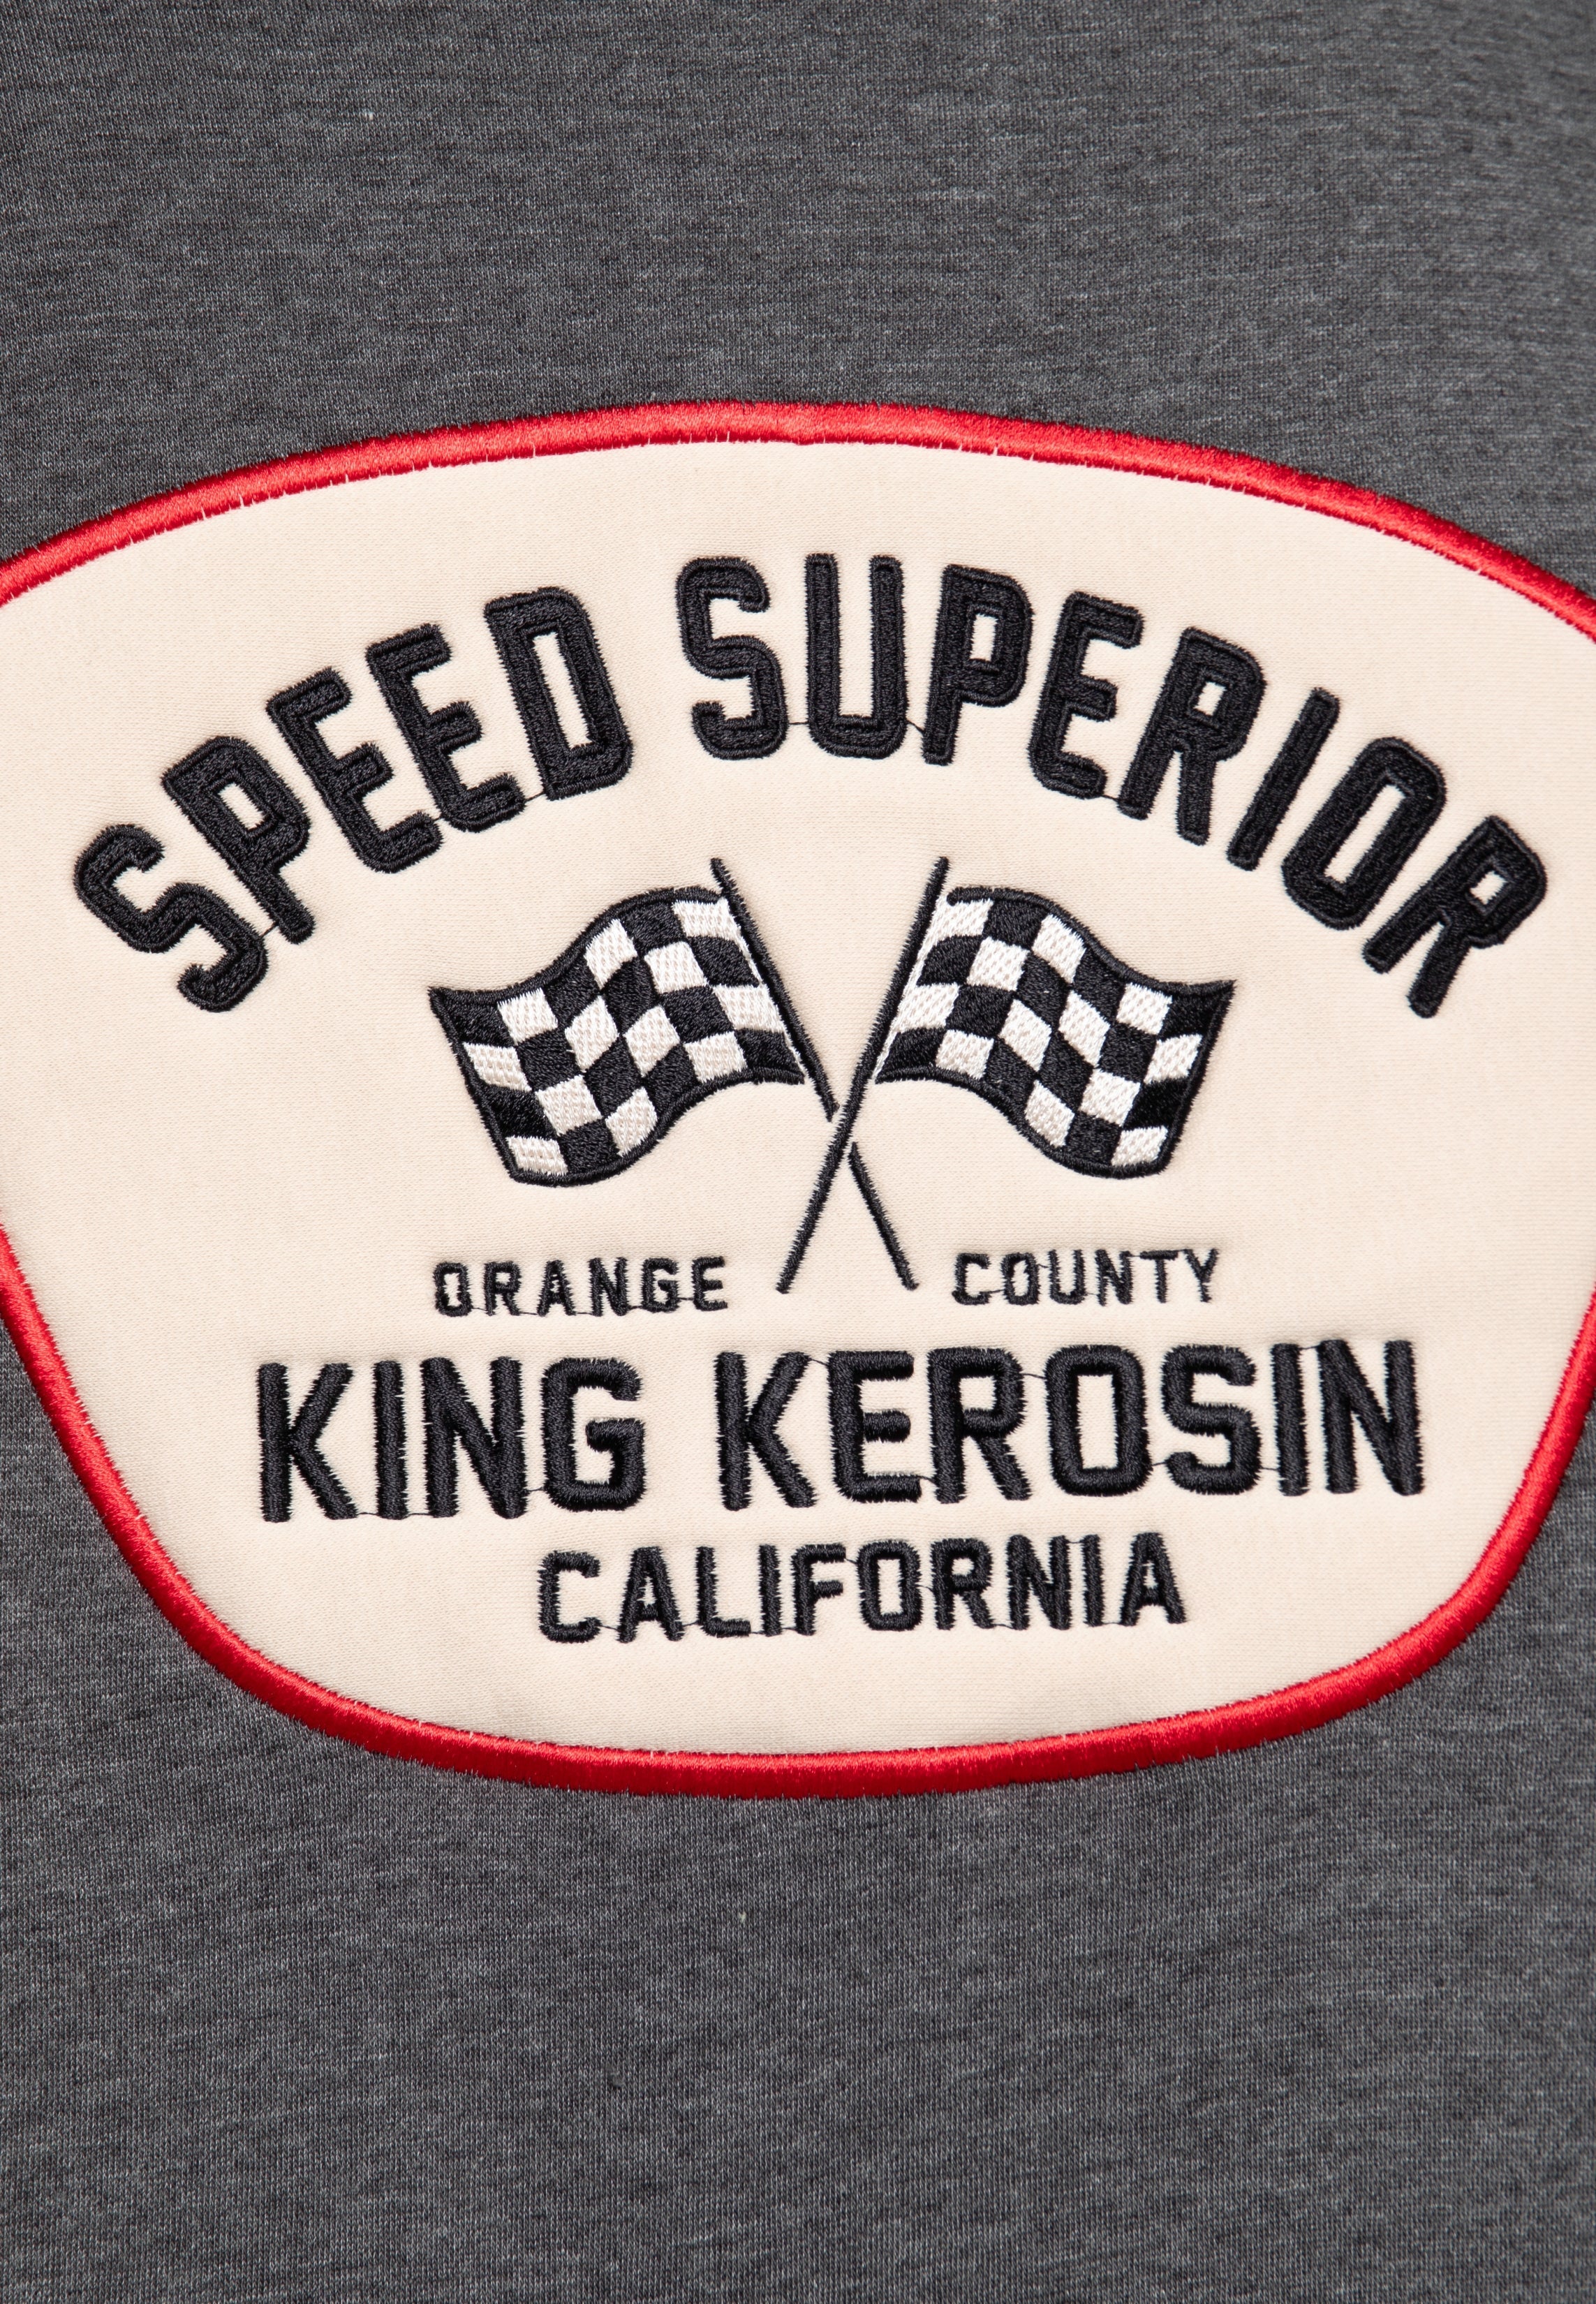 SPEED SUPERIOR
ORANGE COUNTY
KING KEROSIN
CALIFORNIA